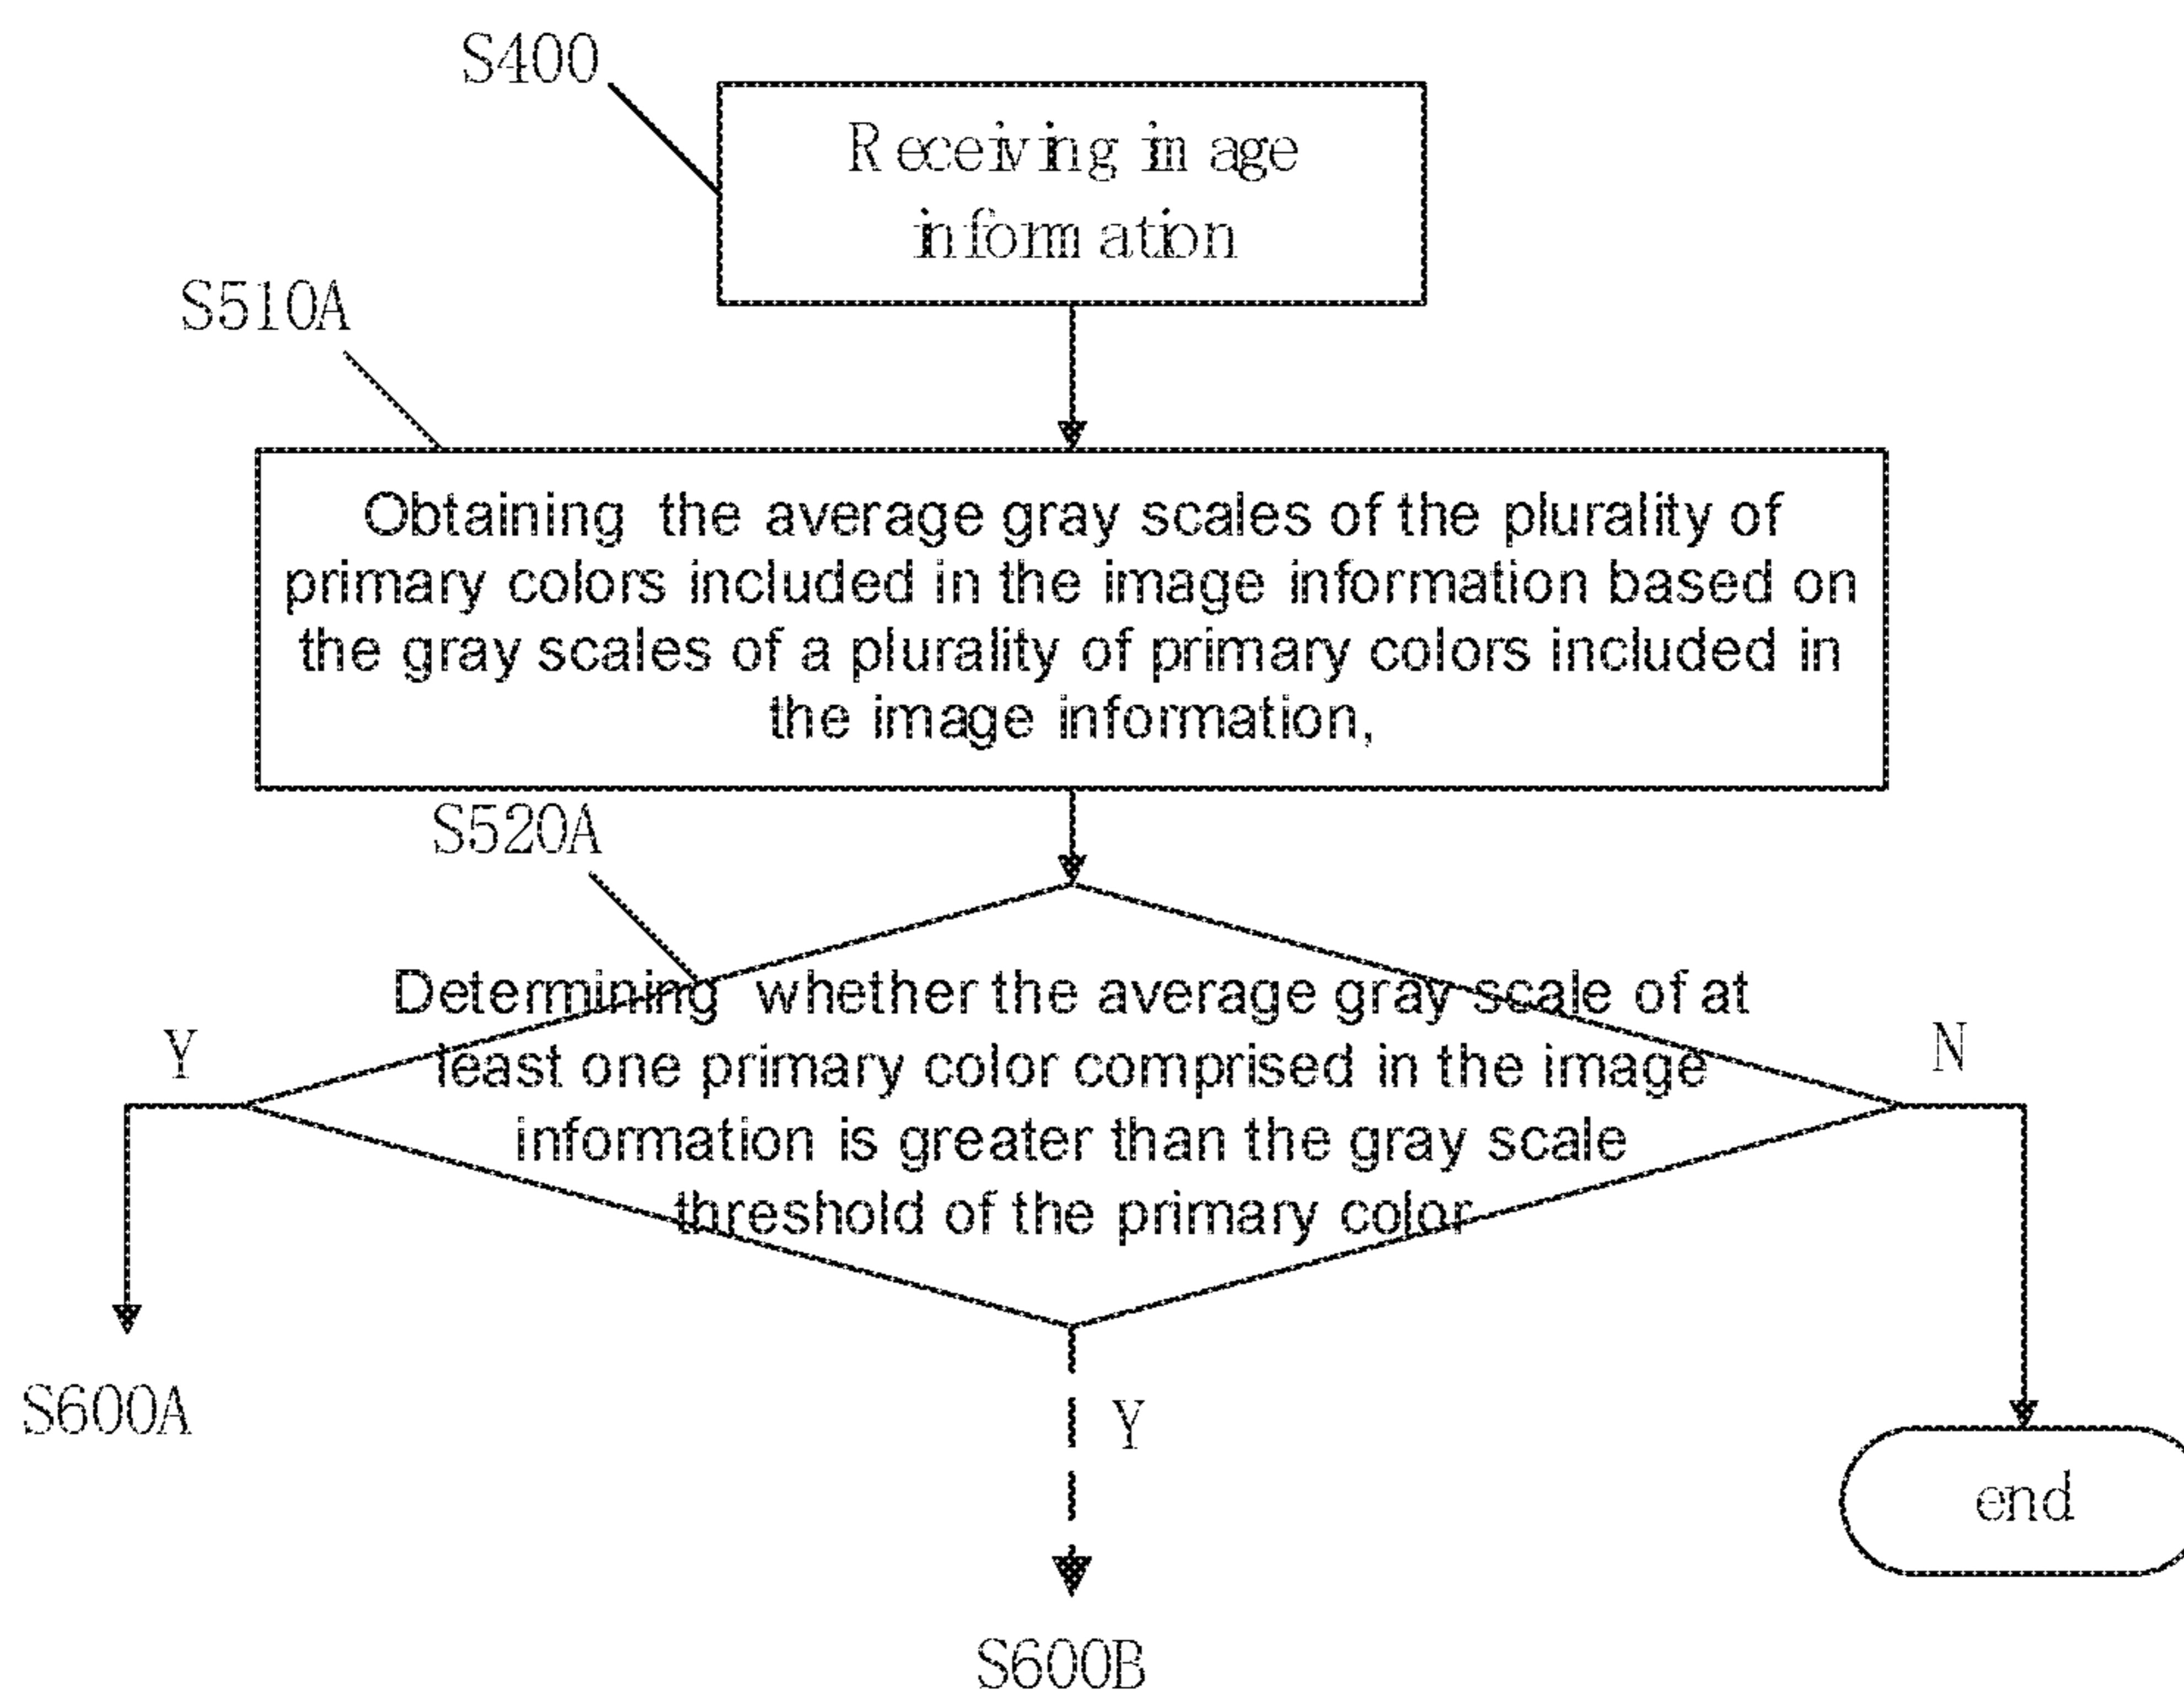 S400
Receiving image
information
S510A
Obtaining the average gray scales of the plurality of
primary colors included in the image information based on
the gray scales of a plurality of primary colors included in
the image information,
S520A
Determining whether the average gray scale of at
least one primary color comprised in the image
information is greater than the gray scale
threshold of the primary color
Y
N
S600A
Y
end
S600B